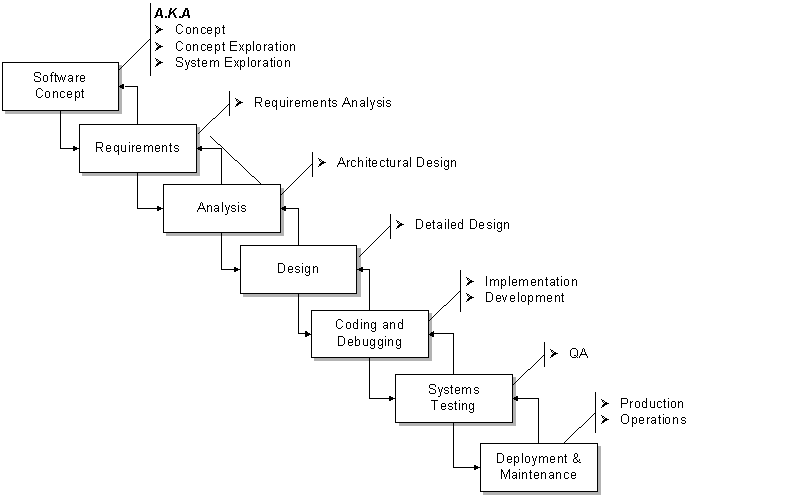 A.K.A
Concept
Concept Exploration
System Exploration
Software
Concept
Requirements Analysis
Requirements
Architectural Design
Analysis
Detailed Design
Design
Implementation
Development
Coding and
Debugging
QA
Systems
Testing
Production
Operations
Deployment &
Maintenance